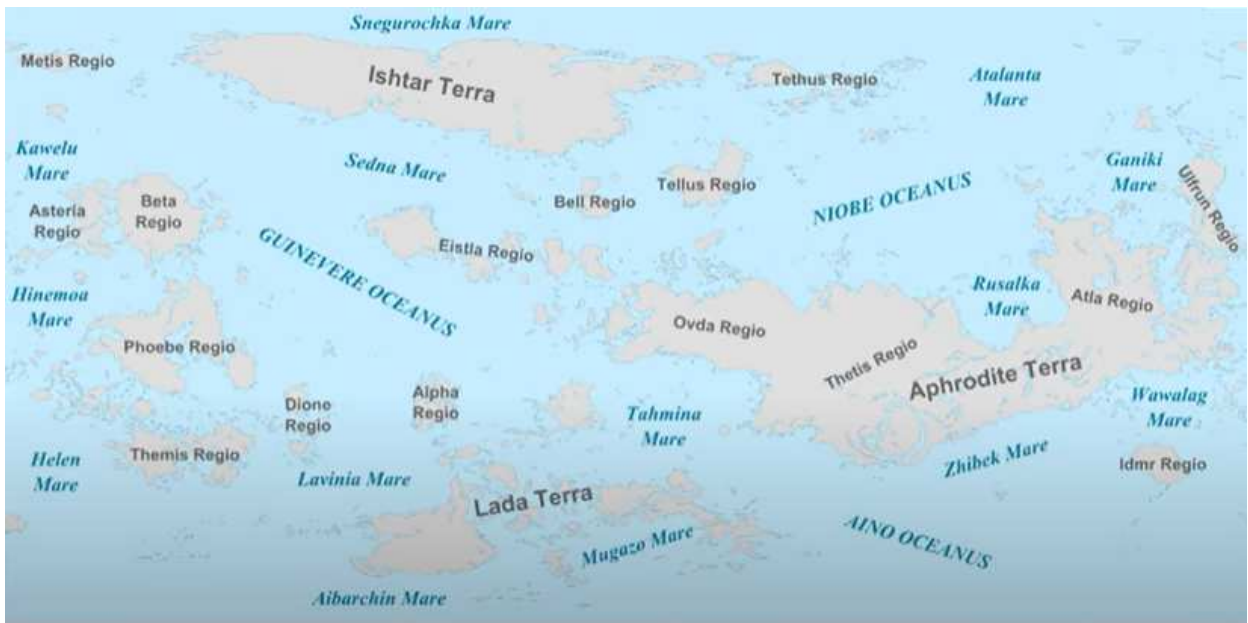 Snegurochka Mare
Metis Regio
Ishtar Terra
Tethus Regio
Atalanta
Mare
Kawelu
Mare
Sedna Mare
Ganiki
Mare
Ulfrun Regio
Tellus Regio
Bell Regio
NIOBE OCEANUS
Asteria
Regio
Beta
Regio
Eistla Regio
GUINEVERE OCEANUS
Hinemoa
Mare
Rusalka
Mare
Atla Regio
Ovda Regio
Phoebe Regio
Thetis Regio
Aphrodite Terra
Dione
Regio
Alpha
Regio
Tahmina
Mare
Wawalag
Mare
Helen
Mare
Themis Regio
Lavinia Mare
Zhibek Mare
Idmr Regio
Lada Terra
Mugazo Mare
AINO OCEANUS
Aibarchin Mare